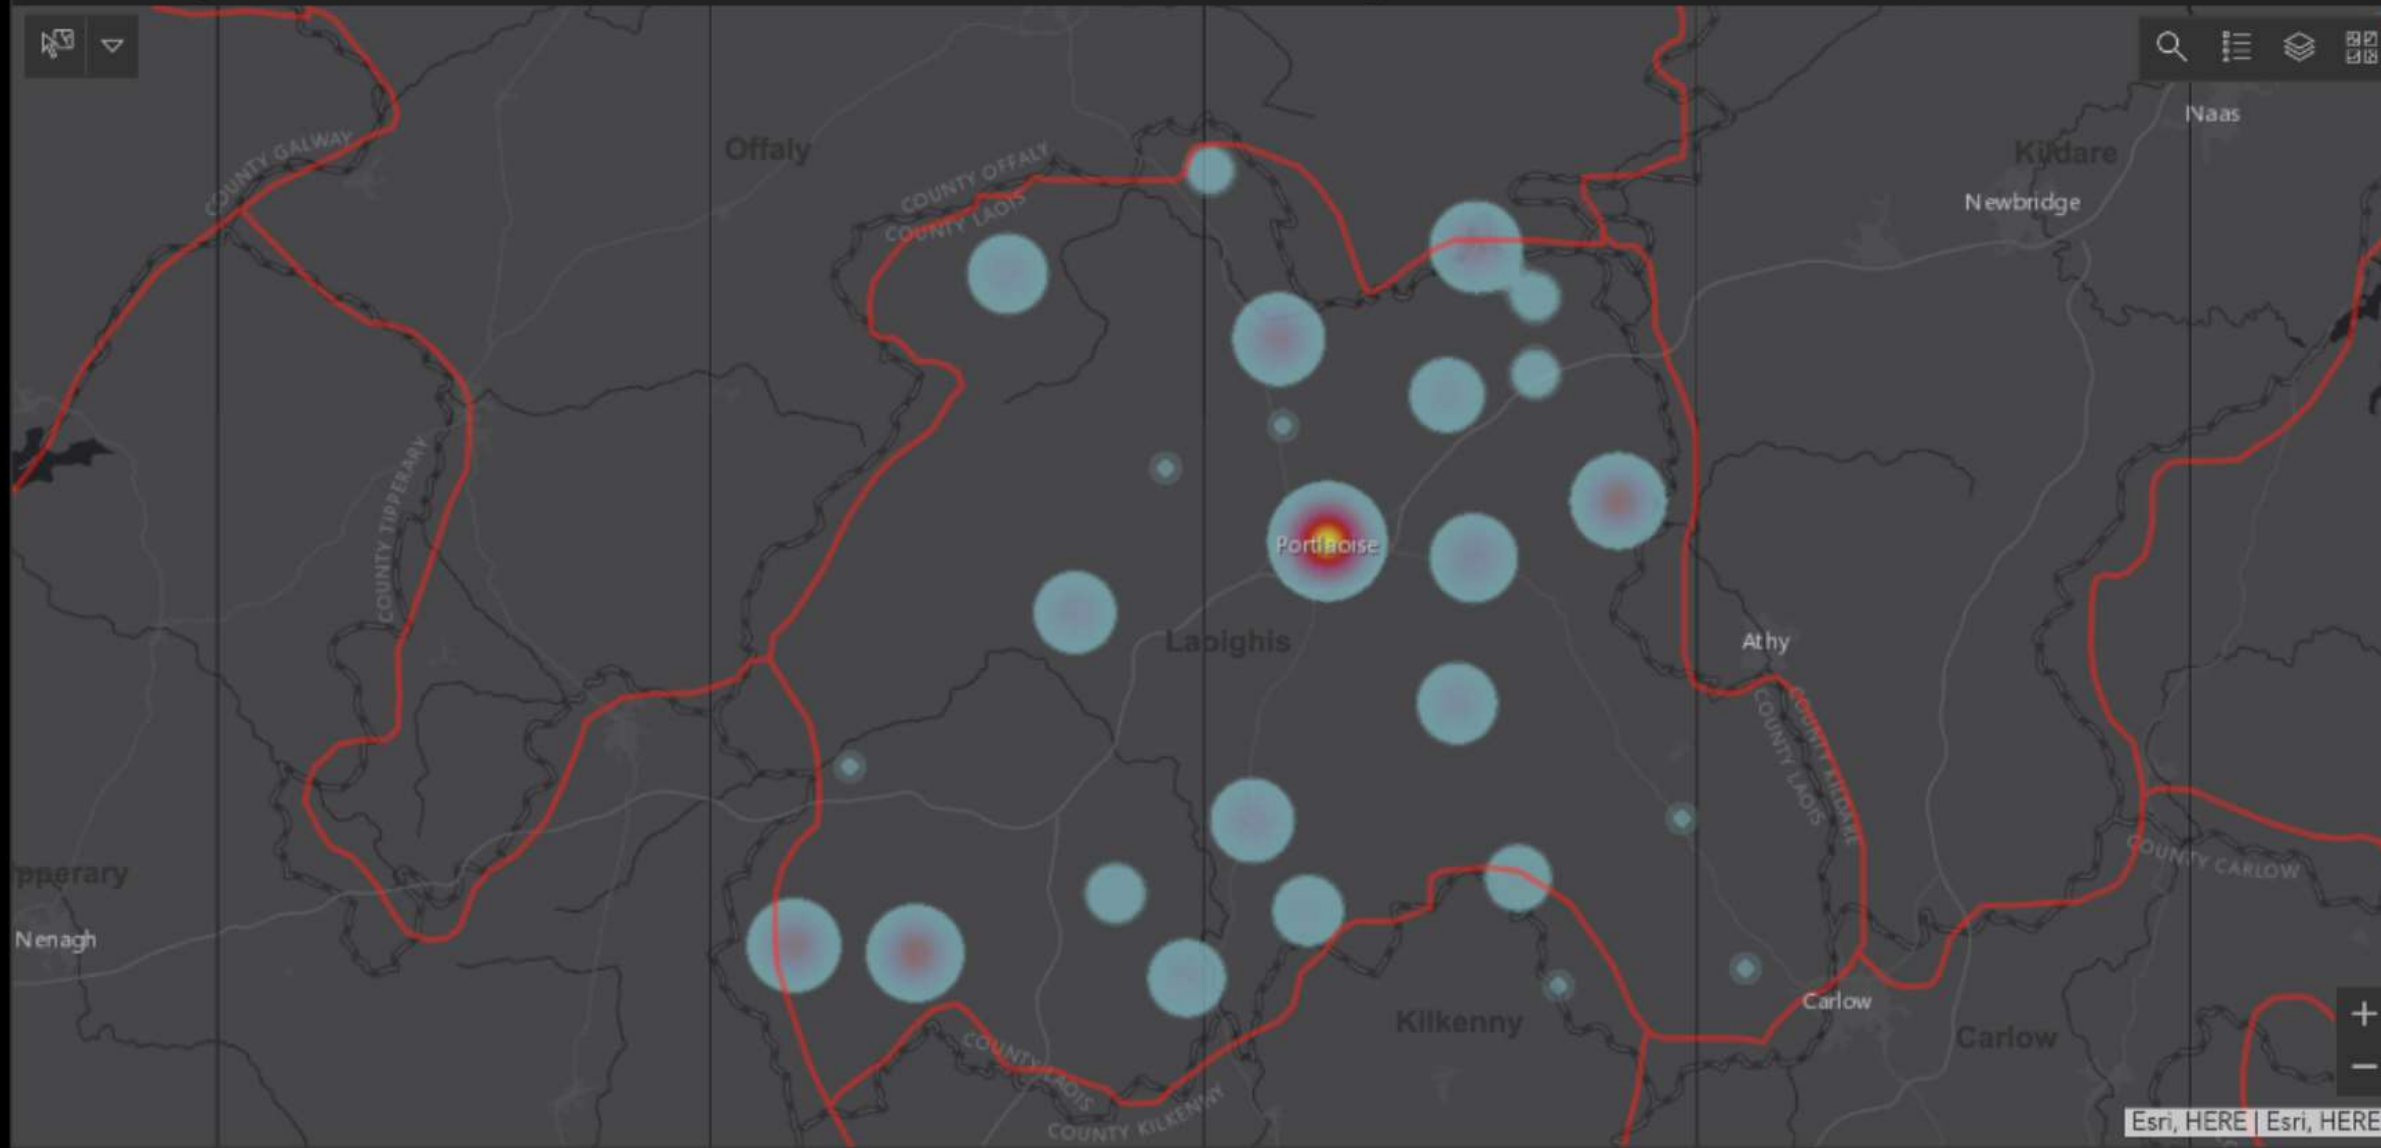 Naas
COUNTY GALWAY
Offaly
COUNTY OFFALY
Kildare
COUNTY LAOIS
Newbridge
COUNTY TIPPERARY
Portlaoise
Laoighis
Athy
COUNTY KILDARE
COUNTY LAOIS
pperary
COUNTY CARLOW
Nenagh
Carlow
Kilkenny
Carlow
COUNTY LAOIS
COUNTY KILKENNY
Esri, HERE | Esri, HERE